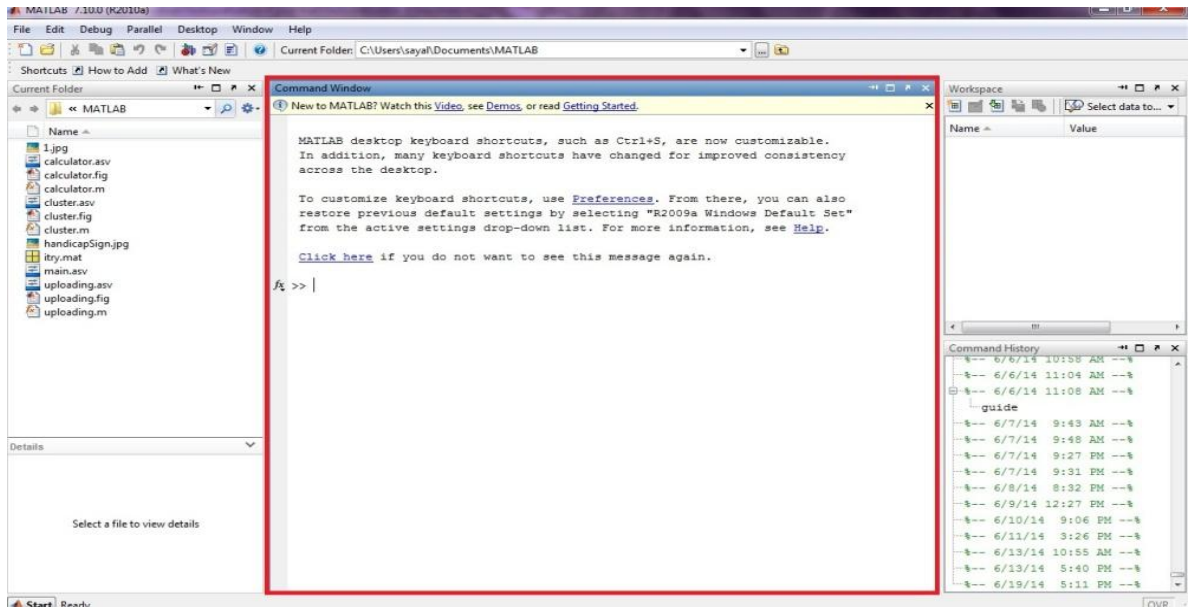 MATLAB 7.10.0 (R2010a)
File Edit Debug Parallel Desktop Window Help
Current Folder: C:\Users\sayal\Documents\MATLAB
Shortcuts How to Add What's New
Current Folder
« MATLAB
Name
1.jpg
calculator.asv
calculator.fig
calculator.m
cluster.asv
cluster.fig
cluster.m
handicapSign.jpg
itry.mat
main.asv
uploading.asv
uploading.fig
uploading.m
Details
Select a file to view details
Command Window
New to MATLAB? Watch this Video, see Demos, or read Getting Started.
MATLAB desktop keyboard shortcuts, such as Ctrl+S, are now customizable.
In addition, many keyboard shortcuts have changed for improved consistency
across the desktop.
To customize keyboard shortcuts, use Preferences. From there, you can also
restore previous default settings by selecting "R2009a Windows Default Set"
from the active settings drop-down list. For more information, see Help.
Click here if you do not want to see this message again.
fx >>
Workspace
Select data to...
Name Value
Command History
%-- 6/6/14 10:58 AM --%
%-- 6/6/14 11:04 AM --%
%-- 6/6/14 11:08 AM --%
guide
%-- 6/7/14 9:43 AM --%
%-- 6/7/14 9:48 AM --%
%-- 6/7/14 9:27 PM --%
%-- 6/7/14 9:31 PM --%
%-- 6/8/14 8:32 PM --%
%-- 6/9/14 12:27 PM --%
%-- 6/10/14 9:06 PM --%
%-- 6/11/14 3:26 PM --%
%-- 6/13/14 10:55 AM --%
%-- 6/13/14 5:40 PM --%
%-- 6/19/14 5:11 PM --%
Start Ready
OVR